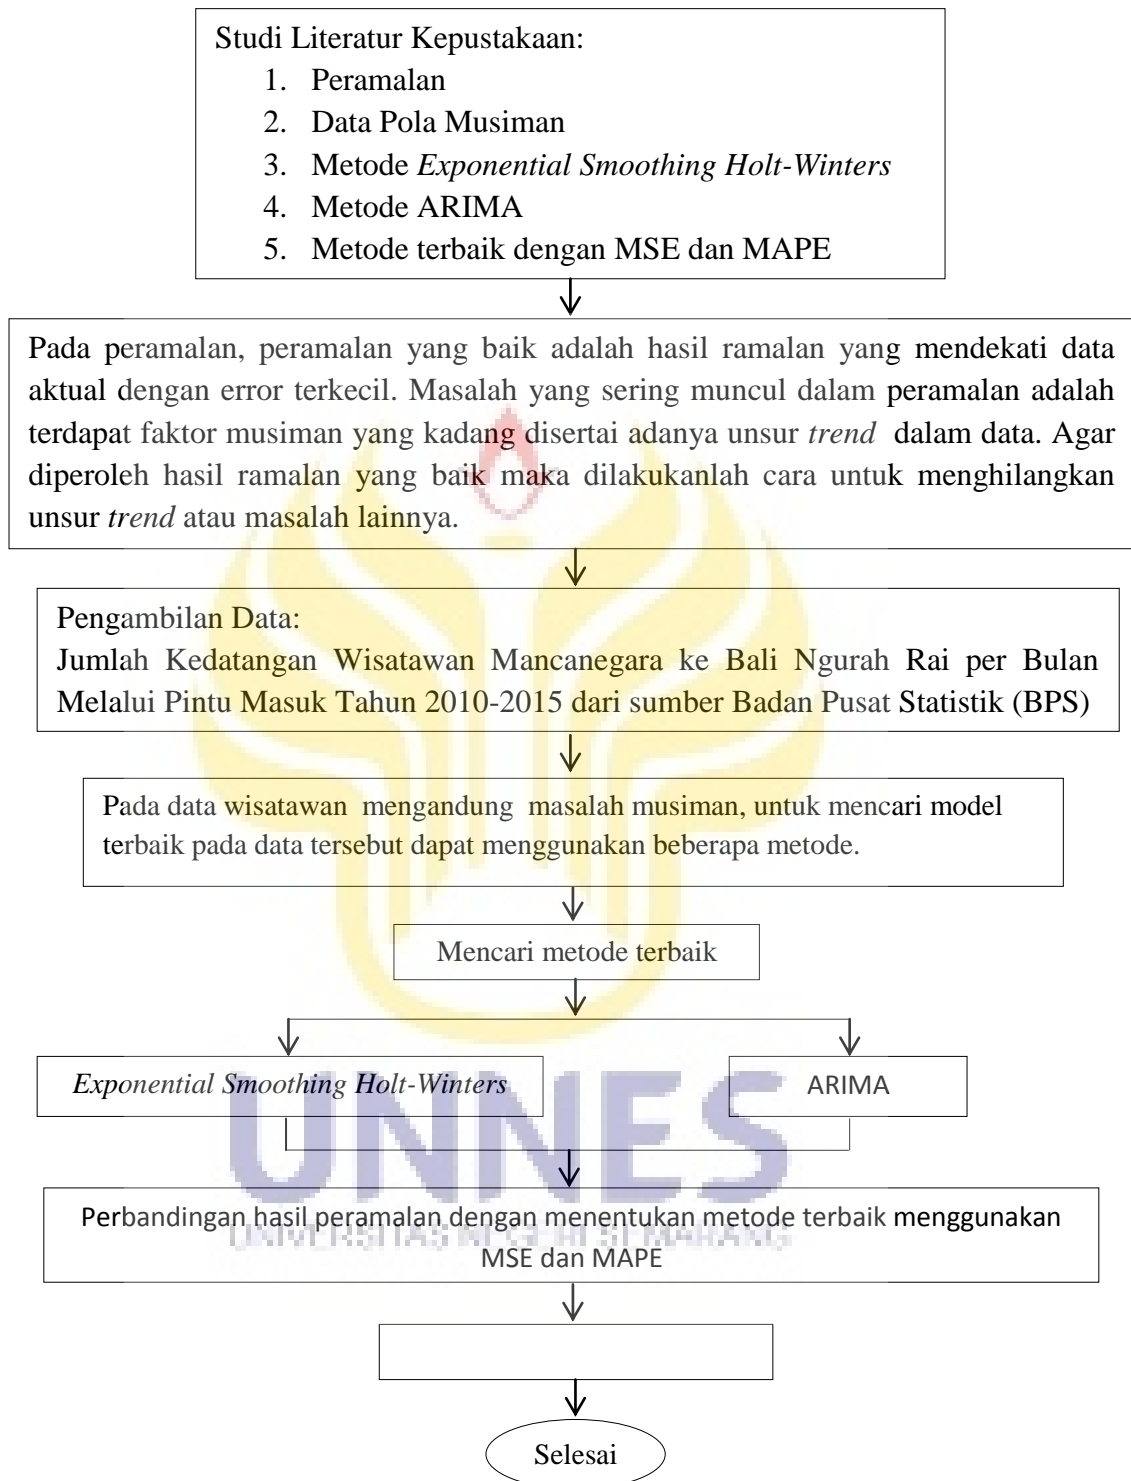 Studi Literatur Kepustakaan:
1. Peramalan
2. Data Pola Musiman
3. Metode Exponential Smoothing Holt-Winters
4. Metode ARIMA
5. Metode terbaik dengan MSE dan MAPE
Pada peramalan, peramalan yang baik adalah hasil ramalan yang mendekati data
aktual dengan error terkecil. Masalah yang sering muncul dalam peramalan adalah
terdapat faktor musiman yang kadang disertai adanya unsur trend dalam data. Agar
diperoleh hasil ramalan yang baik maka dilakukanlah cara untuk menghilangkan
unsur trend atau masalah lainnya.
Pengambilan Data:
Jumlah Kedatangan Wisatawan Mancanegara ke Bali Ngurah Rai per Bulan
Melalui Pintu Masuk Tahun 2010-2015 dari sumber Badan Pusat Statistik (BPS)
Pada data wisatawan mengandung masalah musiman, untuk mencari model
terbaik pada data tersebut dapat menggunakan beberapa metode.
Mencari metode terbaik
Exponential Smoothing Holt-Winters
ARIMA
UNNES
Perbandingan hasil peramalan dengan menentukan metode terbaik menggunakan
UNIVERSITAS NEGERI SEMARANG
MSE dan MAPE
Selesai